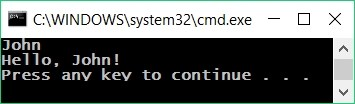 C:\WINDOWS\system32\cmd.exe
John
Hello, John!
Press any key to continue . . .